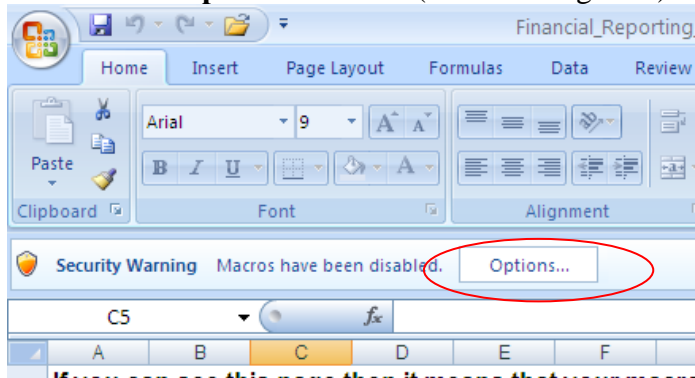 Financial_Reporting_
Home Insert Page Layout Formulas Data Review
Arial 9 A A
Paste B I U A a
Clipboard Font Alignment
Security Warning Macros have been disabled. Options...
C5 fx
A B C D E F
If you can see this page then it means that your macro